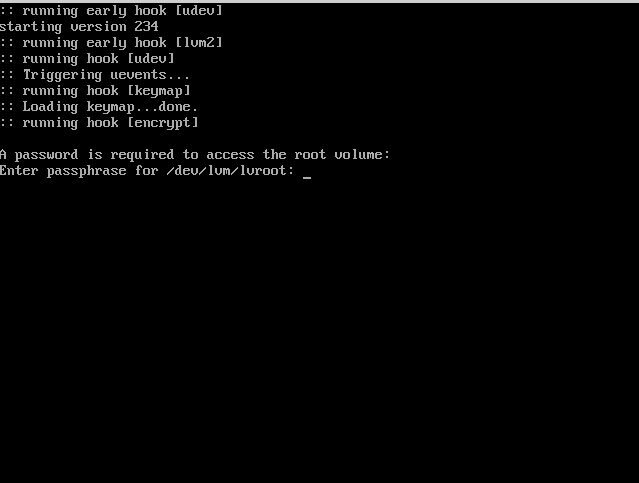 :: running early hook [udev]
starting version 234
:: running early hook [lvm2]
:: running hook [udev]
:: Triggering uevents...
:: running hook [keymap]
:: Loading keymap...done.
:: running hook [encrypt]
A password is required to access the root volume:
Enter passphrase for /dev/lvm/lvroot: _